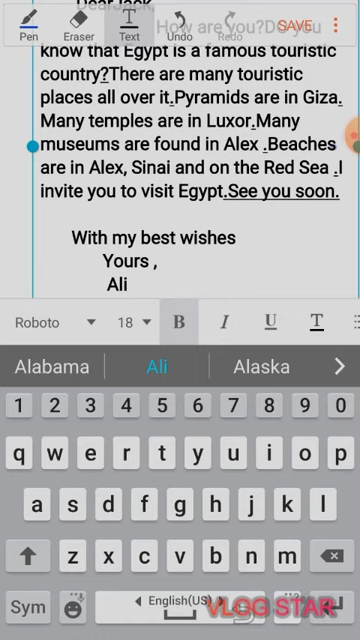 Dear Jack,
How are you?Do you
know that Egypt is a famous touristic
country?There are many touristic
places all over it.Pyramids are in Giza.
Many temples are in Luxor.Many
museums are found in Alex .Beaches
are in Alex, Sinai and on the Red Sea .I
invite you to visit Egypt.See you soon.
With my best wishes
Yours ,
Ali
Pen Eraser Text Undo Redo SAVE
Roboto 18 B I U T
Alabama Ali Alaska
1 2 3 4 5 6 7 8 9 0
q w e r t y u i o p
a s d f g h j k l
z x c v b n m
Sym English(US)
VLOG STAR